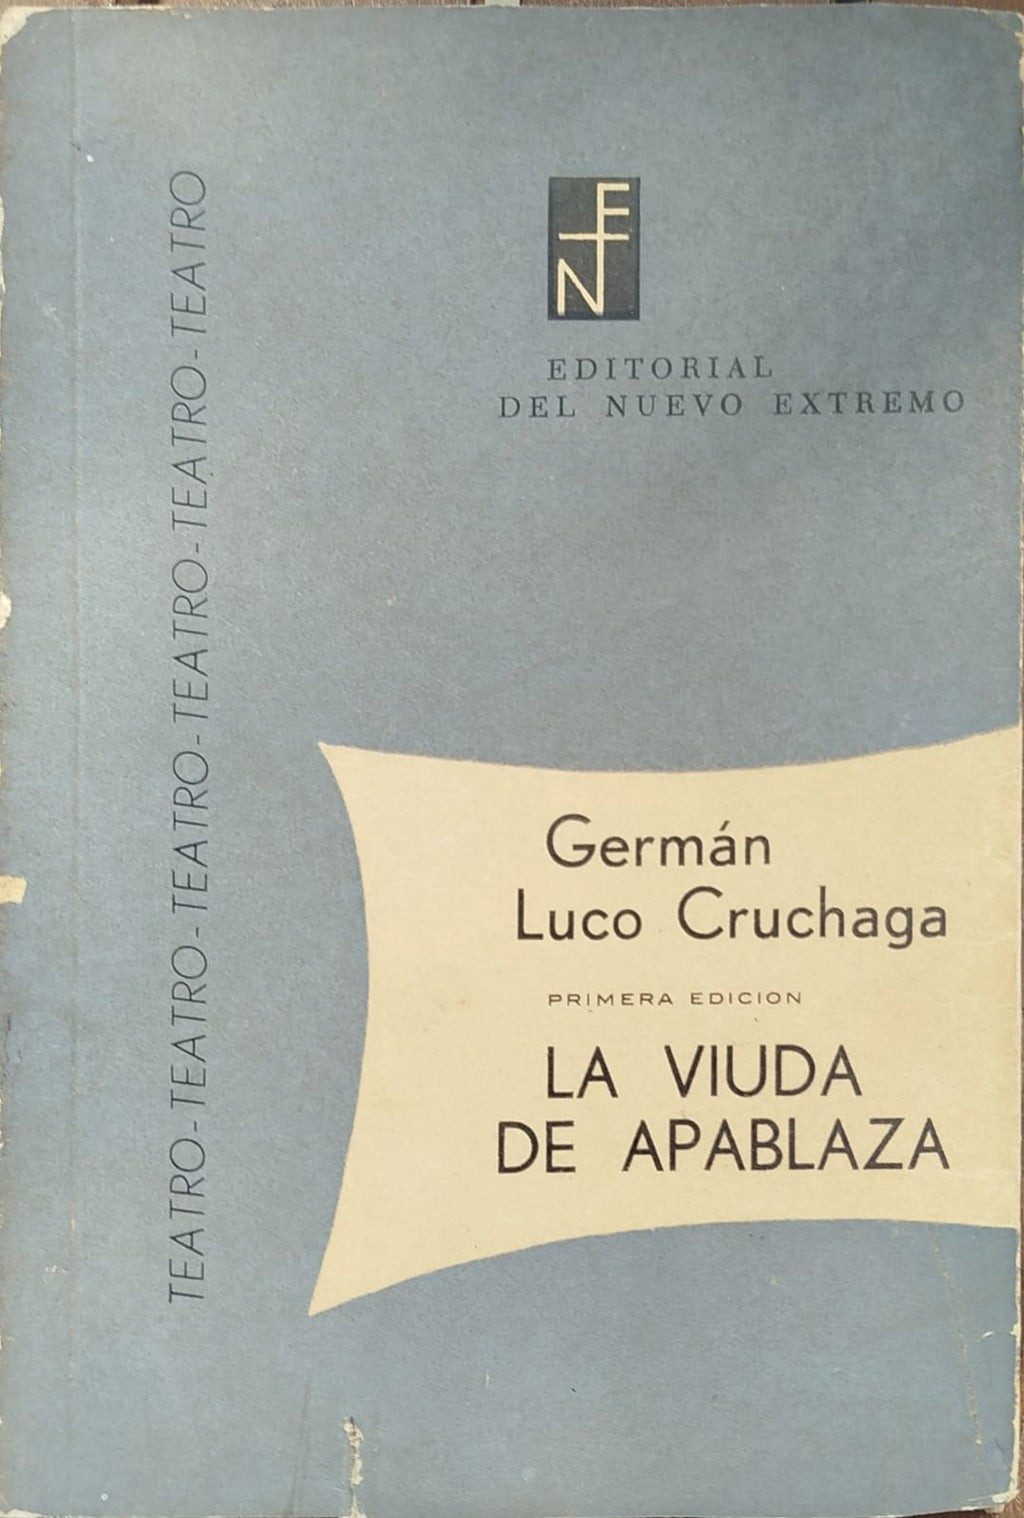 TEATRO-TEATRO-TEATRO-TEATRO-TEATRO-TEATRO
EN
EDITORIAL
DEL NUEVO EXTREMO
Germán
Luco Cruchaga
PRIMERA EDICION
LA VIUDA
DE APABLAZA